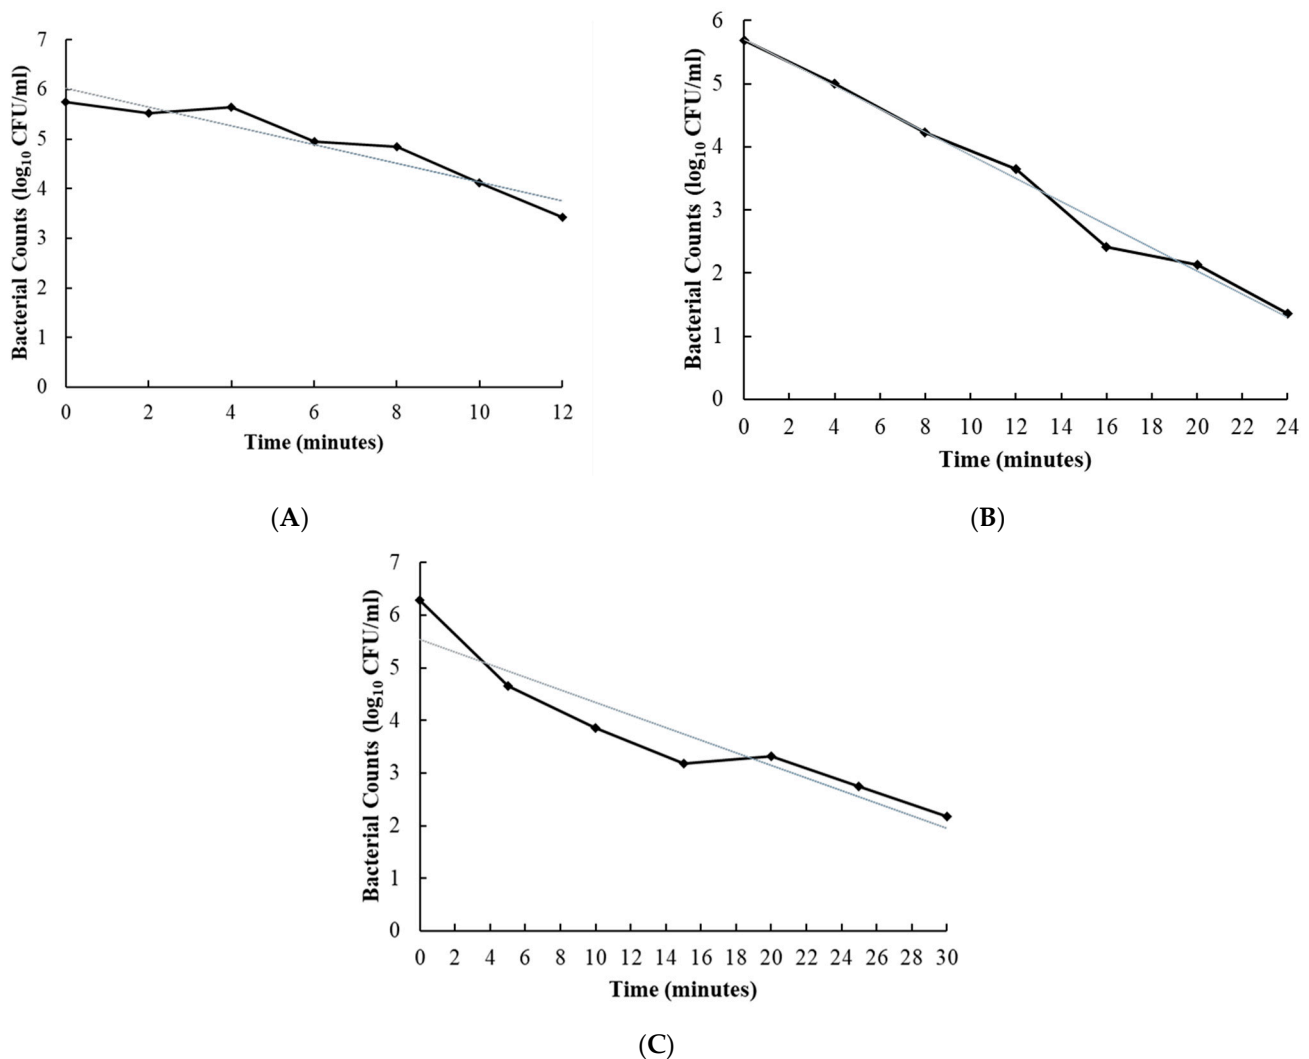 Bacterial Counts (log10 CFU/ml)
7
6
5
4
3
2
1
0
0 2 4 6 8 10 12
Time (minutes)
(A)
Bacterial Counts (log10 CFU/ml)
6
5
4
3
2
1
0
0 2 4 6 8 10 12 14 16 18 20 22 24
Time (minutes)
(B)
Bacterial Counts (log10 CFU/ml)
7
6
5
4
3
2
1
0
0 2 4 6 8 10 12 14 16 18 20 22 24 26 28 30
Time (minutes)
(C)